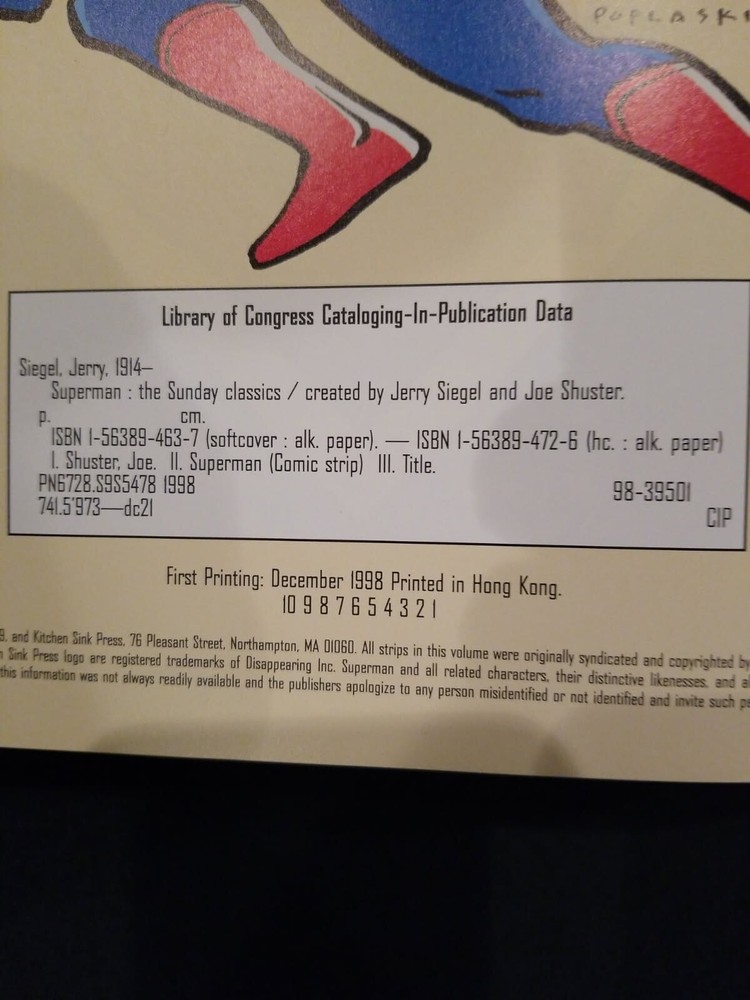 POPLASKI
Library of Congress Cataloging-In-Publication Data
Siegel, Jerry, 1914—
Superman : the Sunday classics / created by Jerry Siegel and Joe Shuster.
p. cm.
ISBN 1-56389-463-7 (softcover : alk. paper). — ISBN 1-56389-472-6 (hc. : alk. paper)
I. Shuster, Joe. II. Superman (Comic strip) III. Title.
PN6728.S9S5478 1998 98-39501
741.5'973—dc21 CIP
First Printing: December 1998 Printed in Hong Kong.
10 9 8 7 6 5 4 3 2 1
and Kitchen Sink Press, 76 Pleasant Street, Northampton, MA 01060. All strips in this volume were originally syndicated and copyrighted by
Sink Press logo are registered trademarks of Disappearing Inc. Superman and all related characters, their distinctive likenesses, and
this information was not always readily available and the publishers apologize to any person misidentified or not identified and invite such